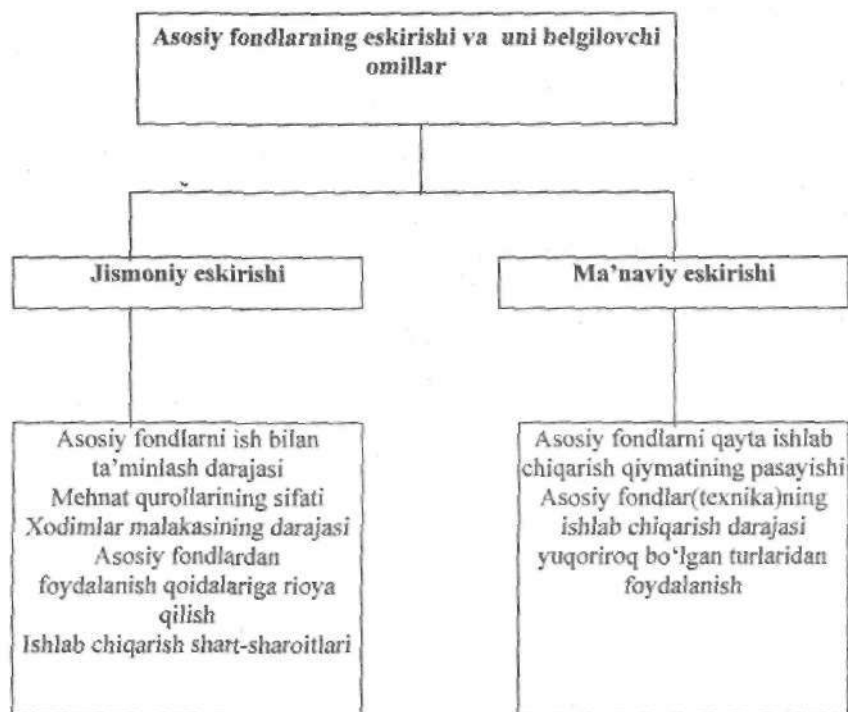 Asosiy fondlarning eskirishi va uni belgilovchi
omillar
Jismoniy eskirishi
Ma'naviy eskirishi
Asosiy fondlarni ish bilan
ta'minlash darajasi
Mehnat qurollarining sifati
Xodimlar malakasining darajasi
Asosiy fondlardan
foydalanish qoidalariga rioya
qilish
Ishlab chiqarish shart-sharoitlari
Asosiy fondlarni qayta ishlab
chiqarish qiymatining pasayishi
Asosiy fondlar(texnika)ning
ishlab chiqarish darajasi
yuqoriroq bo‘lgan turlaridan
foydalanish